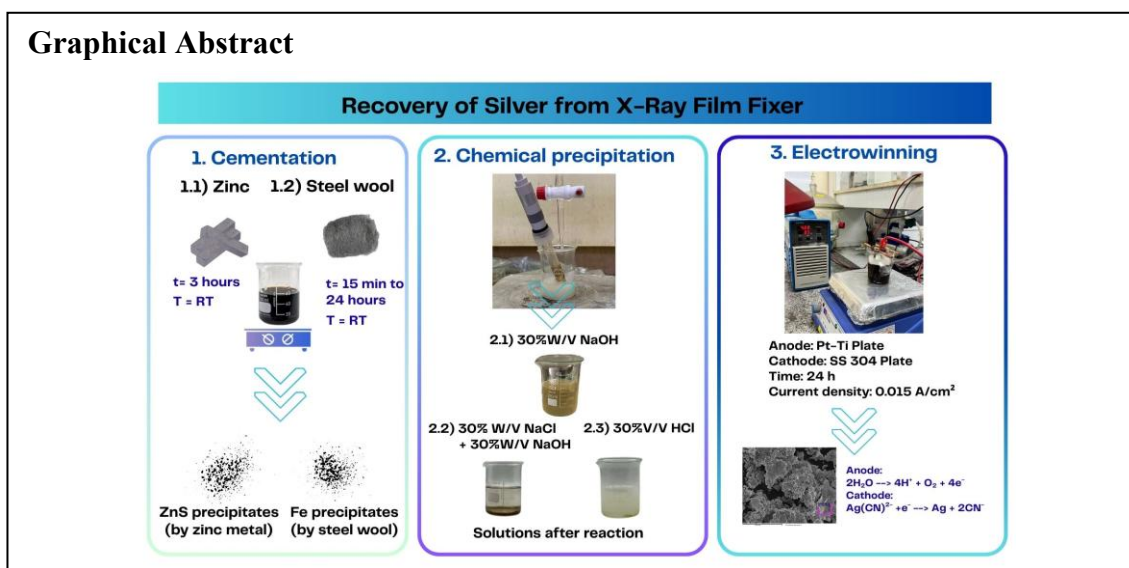 Graphical Abstract
Recovery of Silver from X-Ray Film Fixer
1. Cementation
1.1) Zinc 1.2) Steel wool
t= 3 hours
T = RT
t= 15 min to
24 hours
T = RT
ZnS precipitates
(by zinc metal)
Fe precipitates
(by steel wool)
2. Chemical precipitation
2.1) 30%W/V NaOH
2.2) 30% W/V NaCl
+ 30%W/V NaOH
2.3) 30%V/V HCl
Solutions after reaction
3. Electrowinning
Anode: Pt-Ti Plate
Cathode: SS 304 Plate
Time: 24 h
Current density: 0.015 A/cm²
Anode:
2H₂O --> 4H⁺ + O₂ + 4e⁻
Cathode:
Ag(CN)²⁻ +e⁻ --> Ag + 2CN⁻